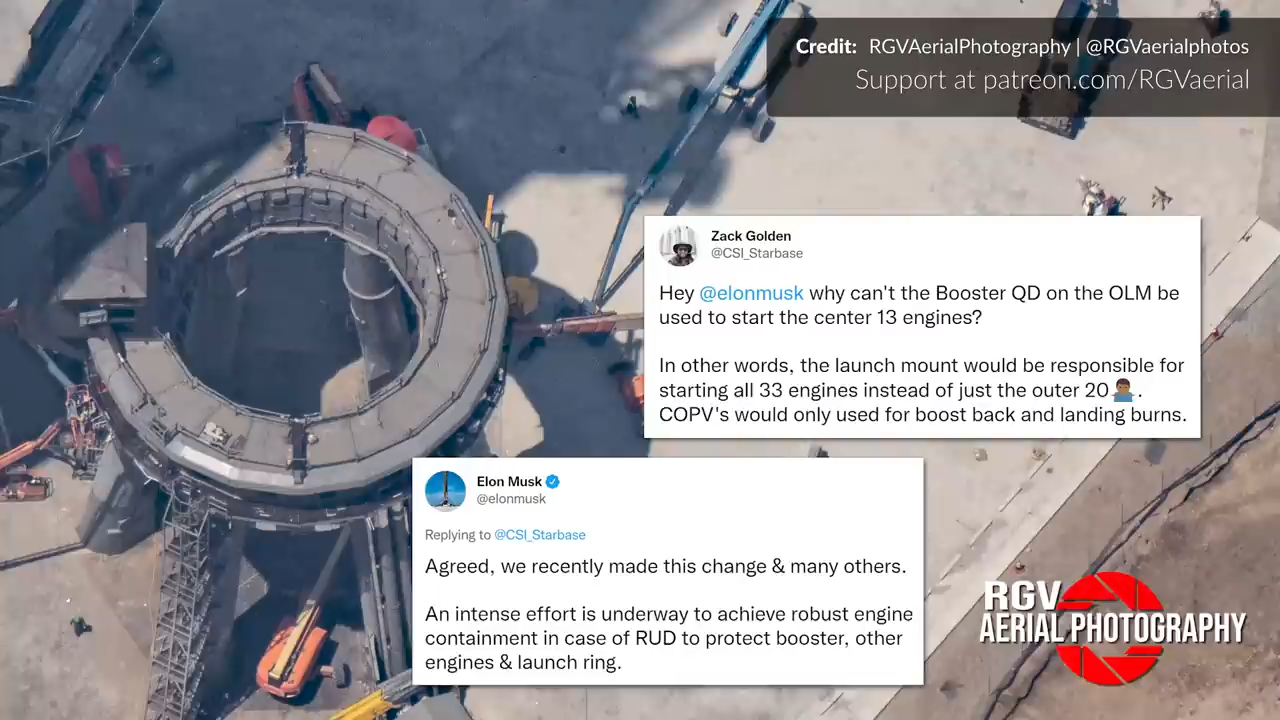 Credit: RGVAerialPhotography | @RGVaerialphotos
Support at patreon.com/RGVaerial
Zack Golden
@CSI_Starbase
Hey @elonmusk why can't the Booster QD on the OLM be
used to start the center 13 engines?
In other words, the launch mount would be responsible for
starting all 33 engines instead of just the outer 20🤷🏾‍♂️.
COPV's would only used for boost back and landing burns.
Elon Musk
@elonmusk
Replying to @CSI_Starbase
Agreed, we recently made this change & many others.
An intense effort is underway to achieve robust engine
containment in case of RUD to protect booster, other
engines & launch ring.
RGV
AERIAL PHOTOGRAPHY